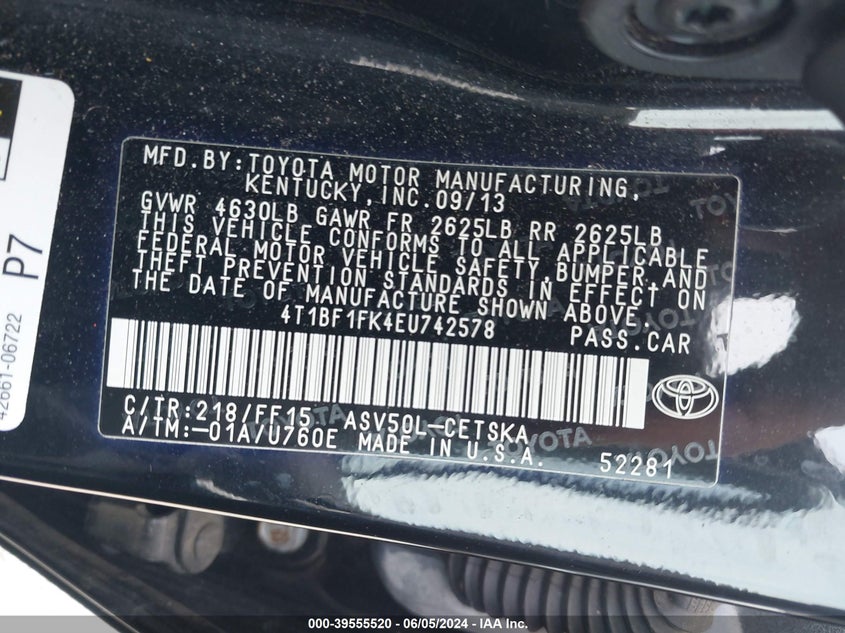 MFD.BY:TOYOTA MOTOR MANUFACTURING,
KENTUCKY,INC.09/13
GVWR 4630LB GAWR FR 2625LB RR 2625LB
THIS VEHICLE CONFORMS TO ALL APPLICABLE
FEDERAL MOTOR VEHICLE SAFETY,BUMPER,AND
THEFT PREVENTION STANDARDS IN EFFECT ON
THE DATE OF MANUFACTURE SHOWN ABOVE.
4T1BF1FK4EU742578 PASS.CAR
C/TR:218/FF15 ASV50L-CETSKA
A/TM:-01A/U760E MADE IN U.S.A. 52281
P7
42661-06722
TOYOTA
TOYOTA
000-39555520 - 06/05/2024 - IAA Inc.